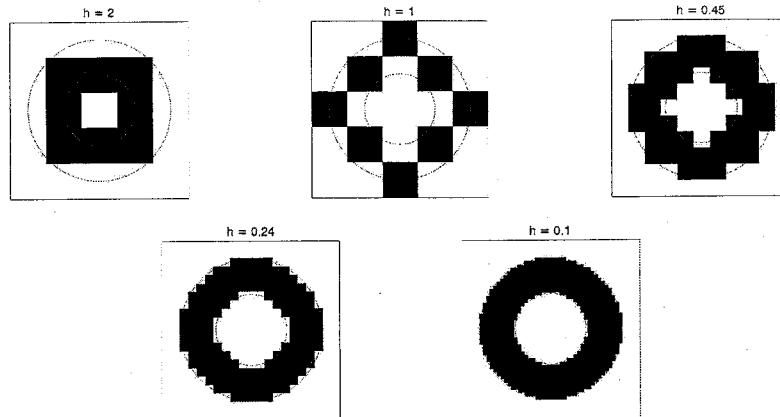 h = 2
h = 1
h = 0.45
h = 0.24
h = 0.1